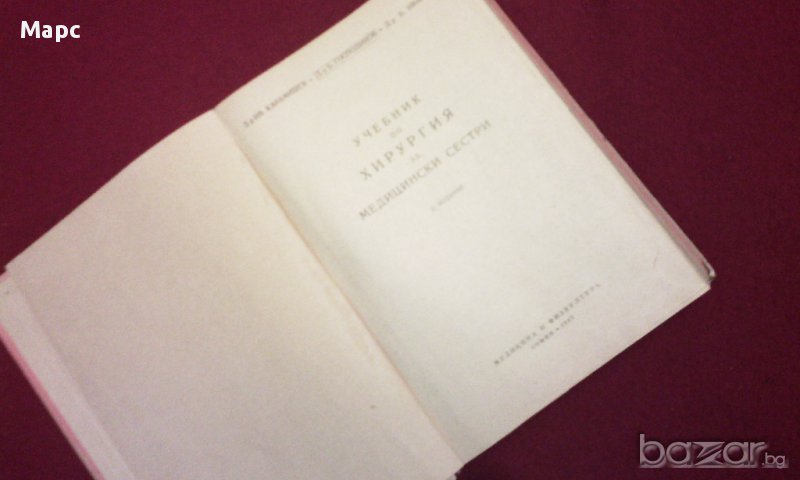 Марс
УЧЕБНИК
ПО
ХИРУРГИЯ
ЗА
МЕДИЦИНСКИ СЕСТРИ
МЕДИЦИНА И ФИЗКУЛТУРА
СОФИЯ
bazar.bg